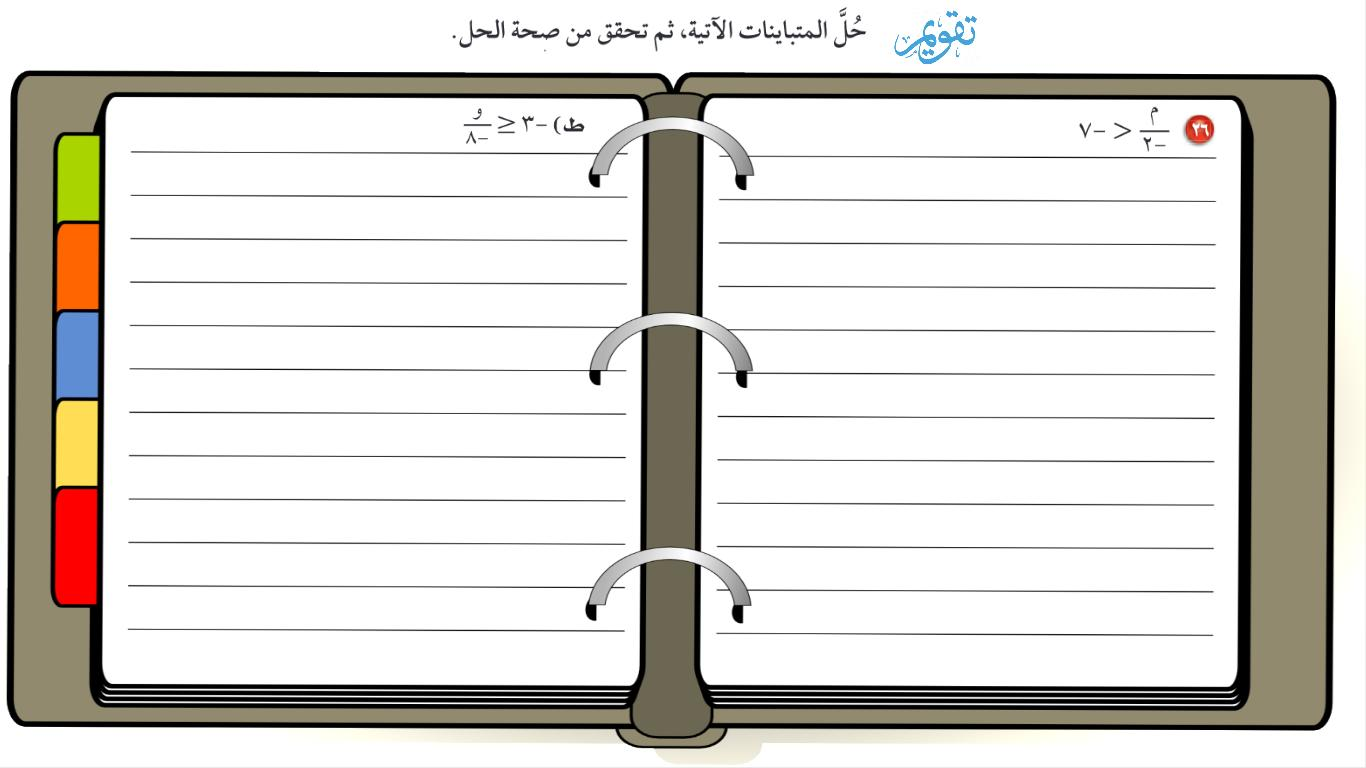 تقويم حُلَّ المتباينات الآتية، ثم تحقق من صحة الحل.
٢٦ م/−٢ < −٧
ط) −٣ ≤ و/−٨